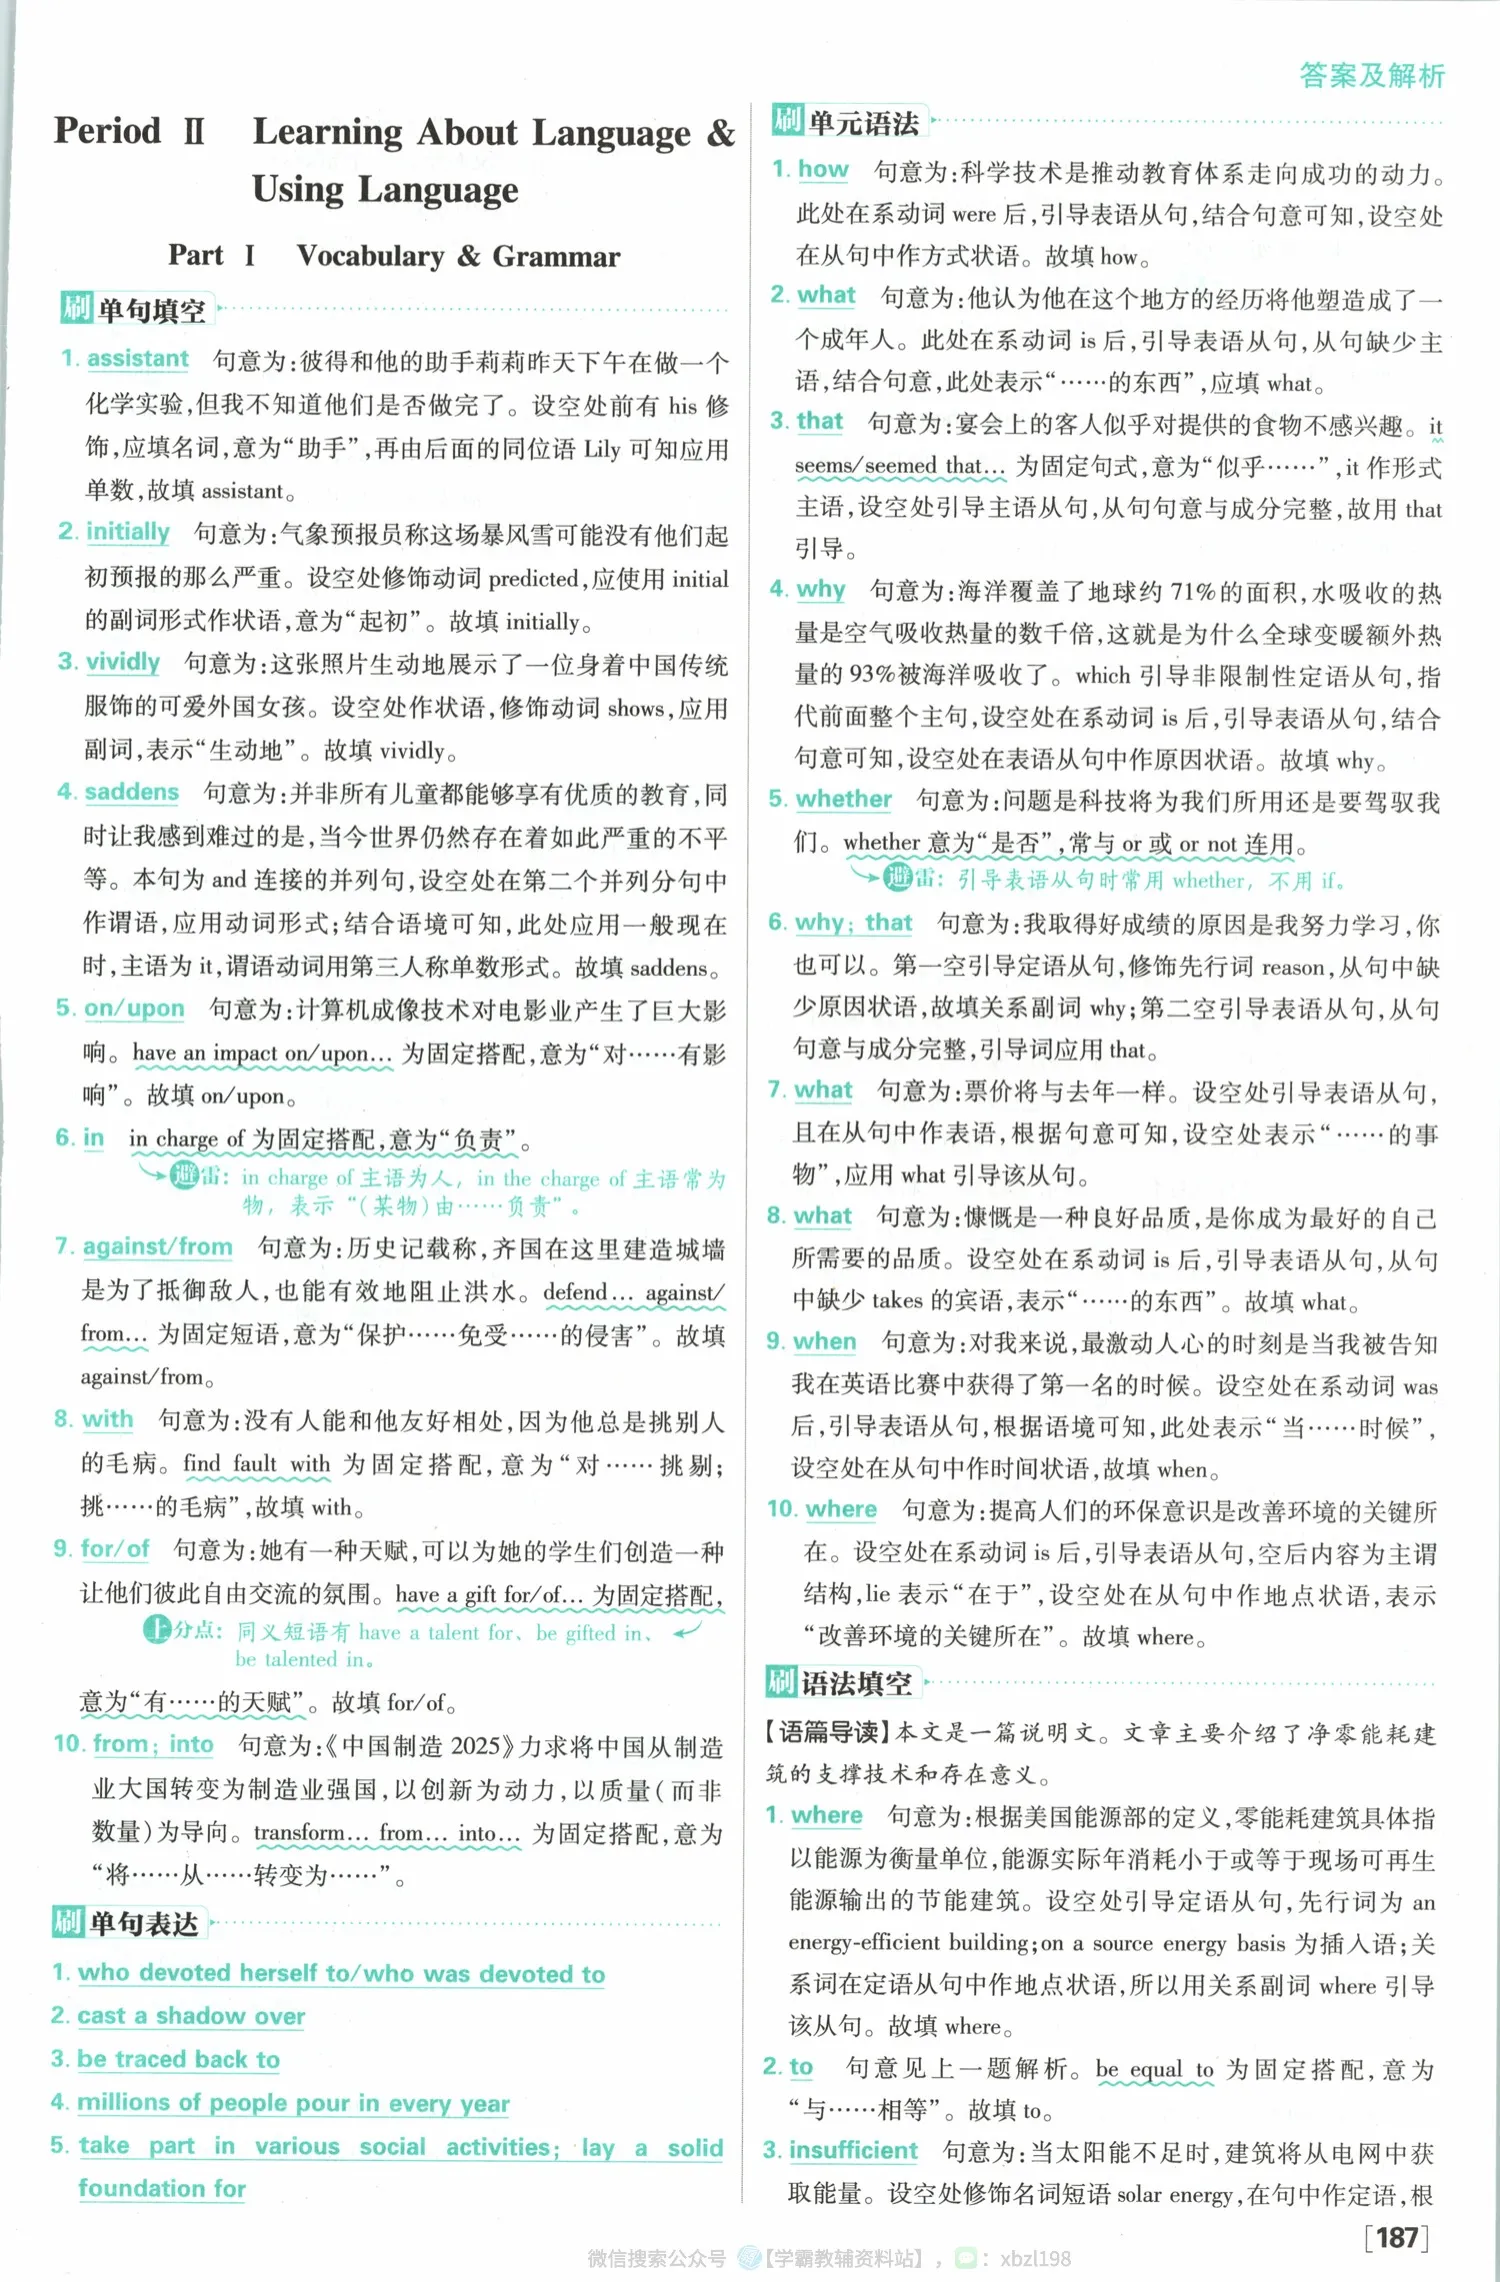 答案及解析
Period Ⅱ Learning About Language &
Using Language
Part Ⅰ Vocabulary & Grammar
刷 单句填空
1. assistant 句意为:彼得和他的助手莉莉昨天下午在做一个
化学实验,但我不知道他们是否做完了。设空处前有 his 修
饰,应填名词,意为“助手”,再由后面的同位语 Lily 可知应用
单数,故填 assistant。
2. initially 句意为:气象预报员称这场暴风雪可能没有他们起
初预报的那么严重。设空处修饰动词 predicted,应使用 initial
的副词形式作状语,意为“起初”。故填 initially。
3. vividly 句意为:这张照片生动地展示了一位身着中国传统
服饰的可爱外国女孩。设空处作状语,修饰动词 shows,应用
副词,表示“生动地”。故填 vividly。
4. saddens 句意为:并非所有儿童都能够享有优质的教育,同
时让我感到难过的是,当今世界仍然存在着如此严重的不平
等。本句为 and 连接的并列句,设空处在第二个并列分句中
作谓语,应用动词形式;结合语境可知,此处应用一般现在
时,主语为 it,谓语动词用第三人称单数形式。故填 saddens。
5. on/upon 句意为:计算机成像技术对电影业产生了巨大影
响。have an impact on/upon… 为固定搭配,意为“对……有影
响”。故填 on/upon。
6. in in charge of 为固定搭配,意为“负责”。
避雷: in charge of 主语为人, in the charge of 主语常为
物, 表示“(某物)由……负责”。
7. against/from 句意为:历史记载称,齐国在这里建造城墙
是为了抵御敌人,也能有效地阻止洪水。defend… against/
from… 为固定短语,意为“保护……免受……的侵害”。故填
against/from。
8. with 句意为:没有人能和他友好相处,因为他总是挑别人
的毛病。find fault with 为固定搭配,意为“对……挑剔;
挑……的毛病”,故填 with。
9. for/of 句意为:她有一种天赋,可以为她的学生们创造一种
让他们彼此自由交流的氛围。have a gift for/of… 为固定搭配,
上分点: 同义短语有 have a talent for、be gifted in、
be talented in。
意为“有……的天赋”。故填 for/of。
10. from; into 句意为:《中国制造 2025》力求将中国从制造
业大国转变为制造业强国,以创新为动力,以质量(而非
数量)为导向。transform… from… into… 为固定搭配,意为
“将……从……转变为……”。
刷 单句表达
1. who devoted herself to/who was devoted to
2. cast a shadow over
3. be traced back to
4. millions of people pour in every year
5. take part in various social activities; lay a solid
foundation for
刷 单元语法
1. how 句意为:科学技术是推动教育体系走向成功的动力。
此处在系动词 were 后,引导表语从句,结合句意可知,设空处
在从句中作方式状语。故填 how。
2. what 句意为:他认为他在这个地方的经历将他塑造成了一
个成年人。此处在系动词 is 后,引导表语从句,从句缺少主
语,结合句意,此处表示“……的东西”,应填 what。
3. that 句意为:宴会上的客人似乎对提供的食物不感兴趣。it
seems/seemed that… 为固定句式,意为“似乎……”,it 作形式
主语,设空处引导主语从句,从句句意与成分完整,故用 that
引导。
4. why 句意为:海洋覆盖了地球约 71%的面积,水吸收的热
量是空气吸收热量的数千倍,这就是为什么全球变暖额外热
量的 93%被海洋吸收了。which 引导非限制性定语从句,指
代前面整个主句,设空处在系动词 is 后,引导表语从句,结合
句意可知,设空处在表语从句中作原因状语。故填 why。
5. whether 句意为:问题是科技将为我们所用还是要驾驭我
们。whether 意为“是否”,常与 or 或 or not 连用。
避雷: 引导表语从句时常用 whether, 不用 if。
6. why; that 句意为:我取得好成绩的原因是我努力学习,你
也可以。第一空引导定语从句,修饰先行词 reason,从句中缺
少原因状语,故填关系副词 why;第二空引导表语从句,从句
句意与成分完整,引导词应用 that。
7. what 句意为:票价将与去年一样。设空处引导表语从句,
且在从句中作表语,根据句意可知,设空处表示“……的事
物”,应用 what 引导该从句。
8. what 句意为:慷慨是一种良好品质,是你成为最好的自己
所需要的品质。设空处在系动词 is 后,引导表语从句,从句
中缺少 takes 的宾语,表示“……的东西”。故填 what。
9. when 句意为:对我来说,最激动人心的时刻是当我被告知
我在英语比赛中获得了第一名的时候。设空处在系动词 was
后,引导表语从句,根据语境可知,此处表示“当……时候”,
设空处在从句中作时间状语,故填 when。
10. where 句意为:提高人们的环保意识是改善环境的关键所
在。设空处在系动词 is 后,引导表语从句,空后内容为主谓
结构,lie 表示“在于”,设空处在从句中作地点状语,表示
“改善环境的关键所在”。故填 where。
刷 语法填空
【语篇导读】本文是一篇说明文。文章主要介绍了净零能耗建
筑的支撑技术和存在意义。
1. where 句意为:根据美国能源部的定义,零能耗建筑具体指
以能源为衡量单位,能源实际年消耗小于或等于现场可再生
能源输出的节能建筑。设空处引导定语从句,先行词为 an
energy-efficient building;on a source energy basis 为插入语;关
系词在定语从句中作地点状语,所以用关系副词 where 引导
该从句。故填 where。
2. to 句意见上一题解析。be equal to 为固定搭配,意为
“与……相等”。故填 to。
3. insufficient 句意为:当太阳能不足时,建筑将从电网中获
取能量。设空处修饰名词短语 solar energy,在句中作定语,根
[187]
微信搜索公众号【学霸教辅资料站】, : xbzl198